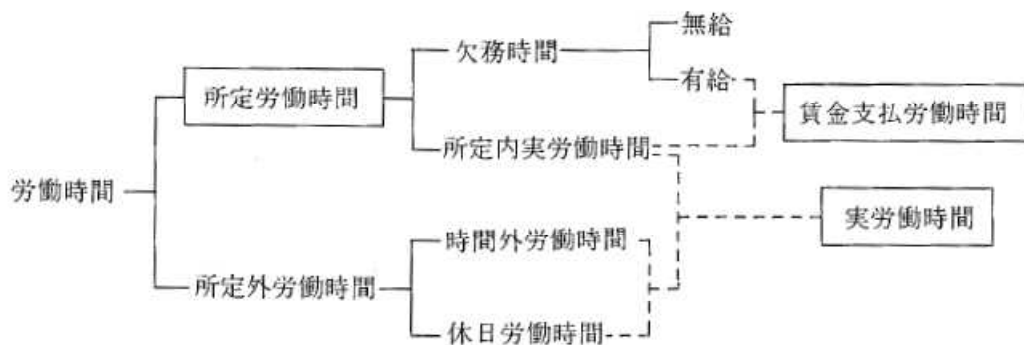 無給
欠務時間
有給
所定労働時間
賃金支払労働時間
所定内実労働時間
労働時間
実労働時間
時間外労働時間
所定外労働時間
休日労働時間